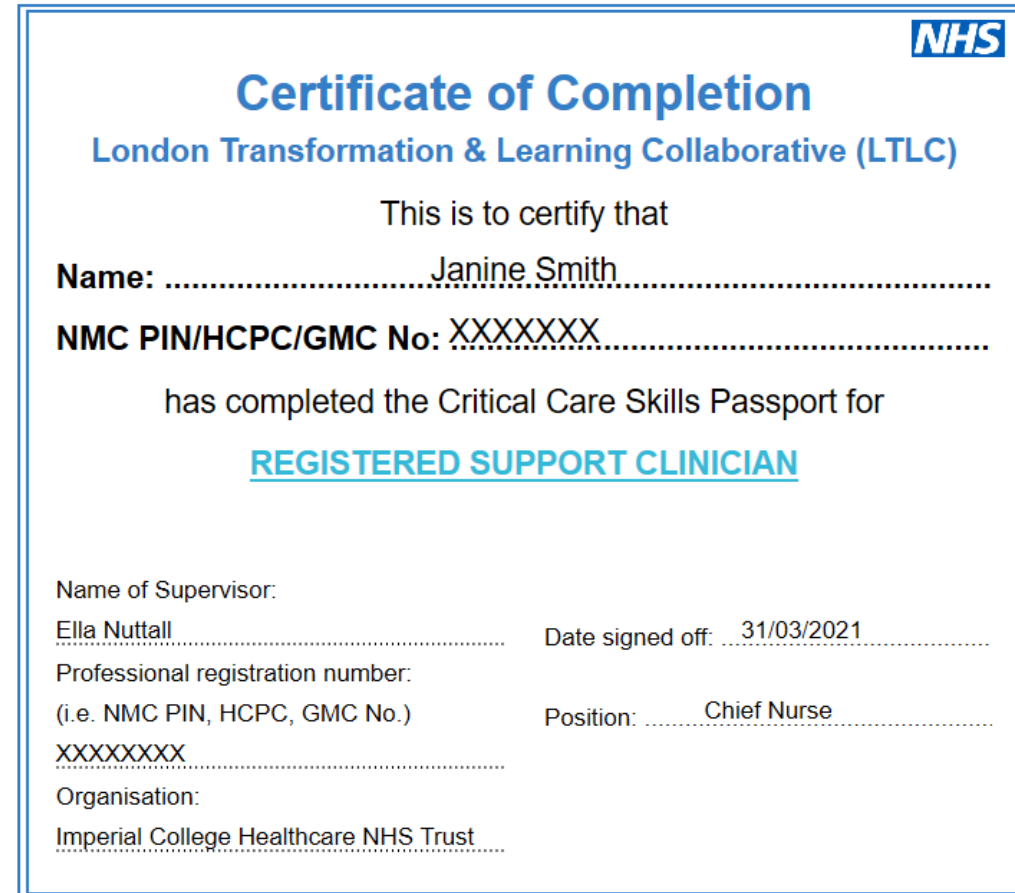 NHS
Certificate of Completion
London Transformation & Learning Collaborative (LTLC)
This is to certify that
Name: ..........Janine Smith..........
NMC PIN/HCPC/GMC No: XXXXXXX..........
has completed the Critical Care Skills Passport for
REGISTERED SUPPORT CLINICIAN
Name of Supervisor:
Ella Nuttall
Date signed off: 31/03/2021
Professional registration number:
(i.e. NMC PIN, HCPC, GMC No.)
Position: Chief Nurse
XXXXXXXX
Organisation:
Imperial College Healthcare NHS Trust